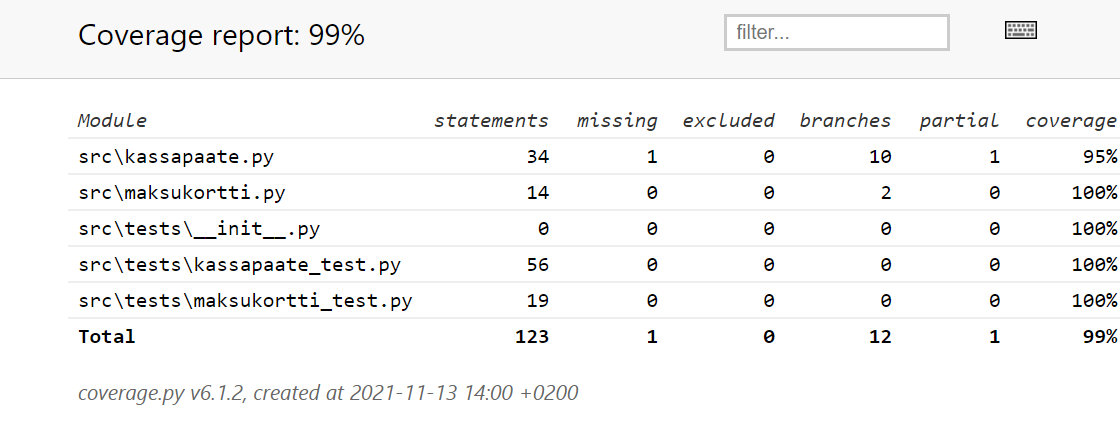 Coverage report: 99%
filter...
Module statements missing excluded branches partial coverage
src\kassapaate.py 34 1 0 10 1 95%
src\maksukortti.py 14 0 0 2 0 100%
src\tests\__init__.py 0 0 0 0 0 100%
src\tests\kassapaate_test.py 56 0 0 0 0 100%
src\tests\maksukortti_test.py 19 0 0 0 0 100%
Total 123 1 0 12 1 99%
coverage.py v6.1.2, created at 2021-11-13 14:00 +0200